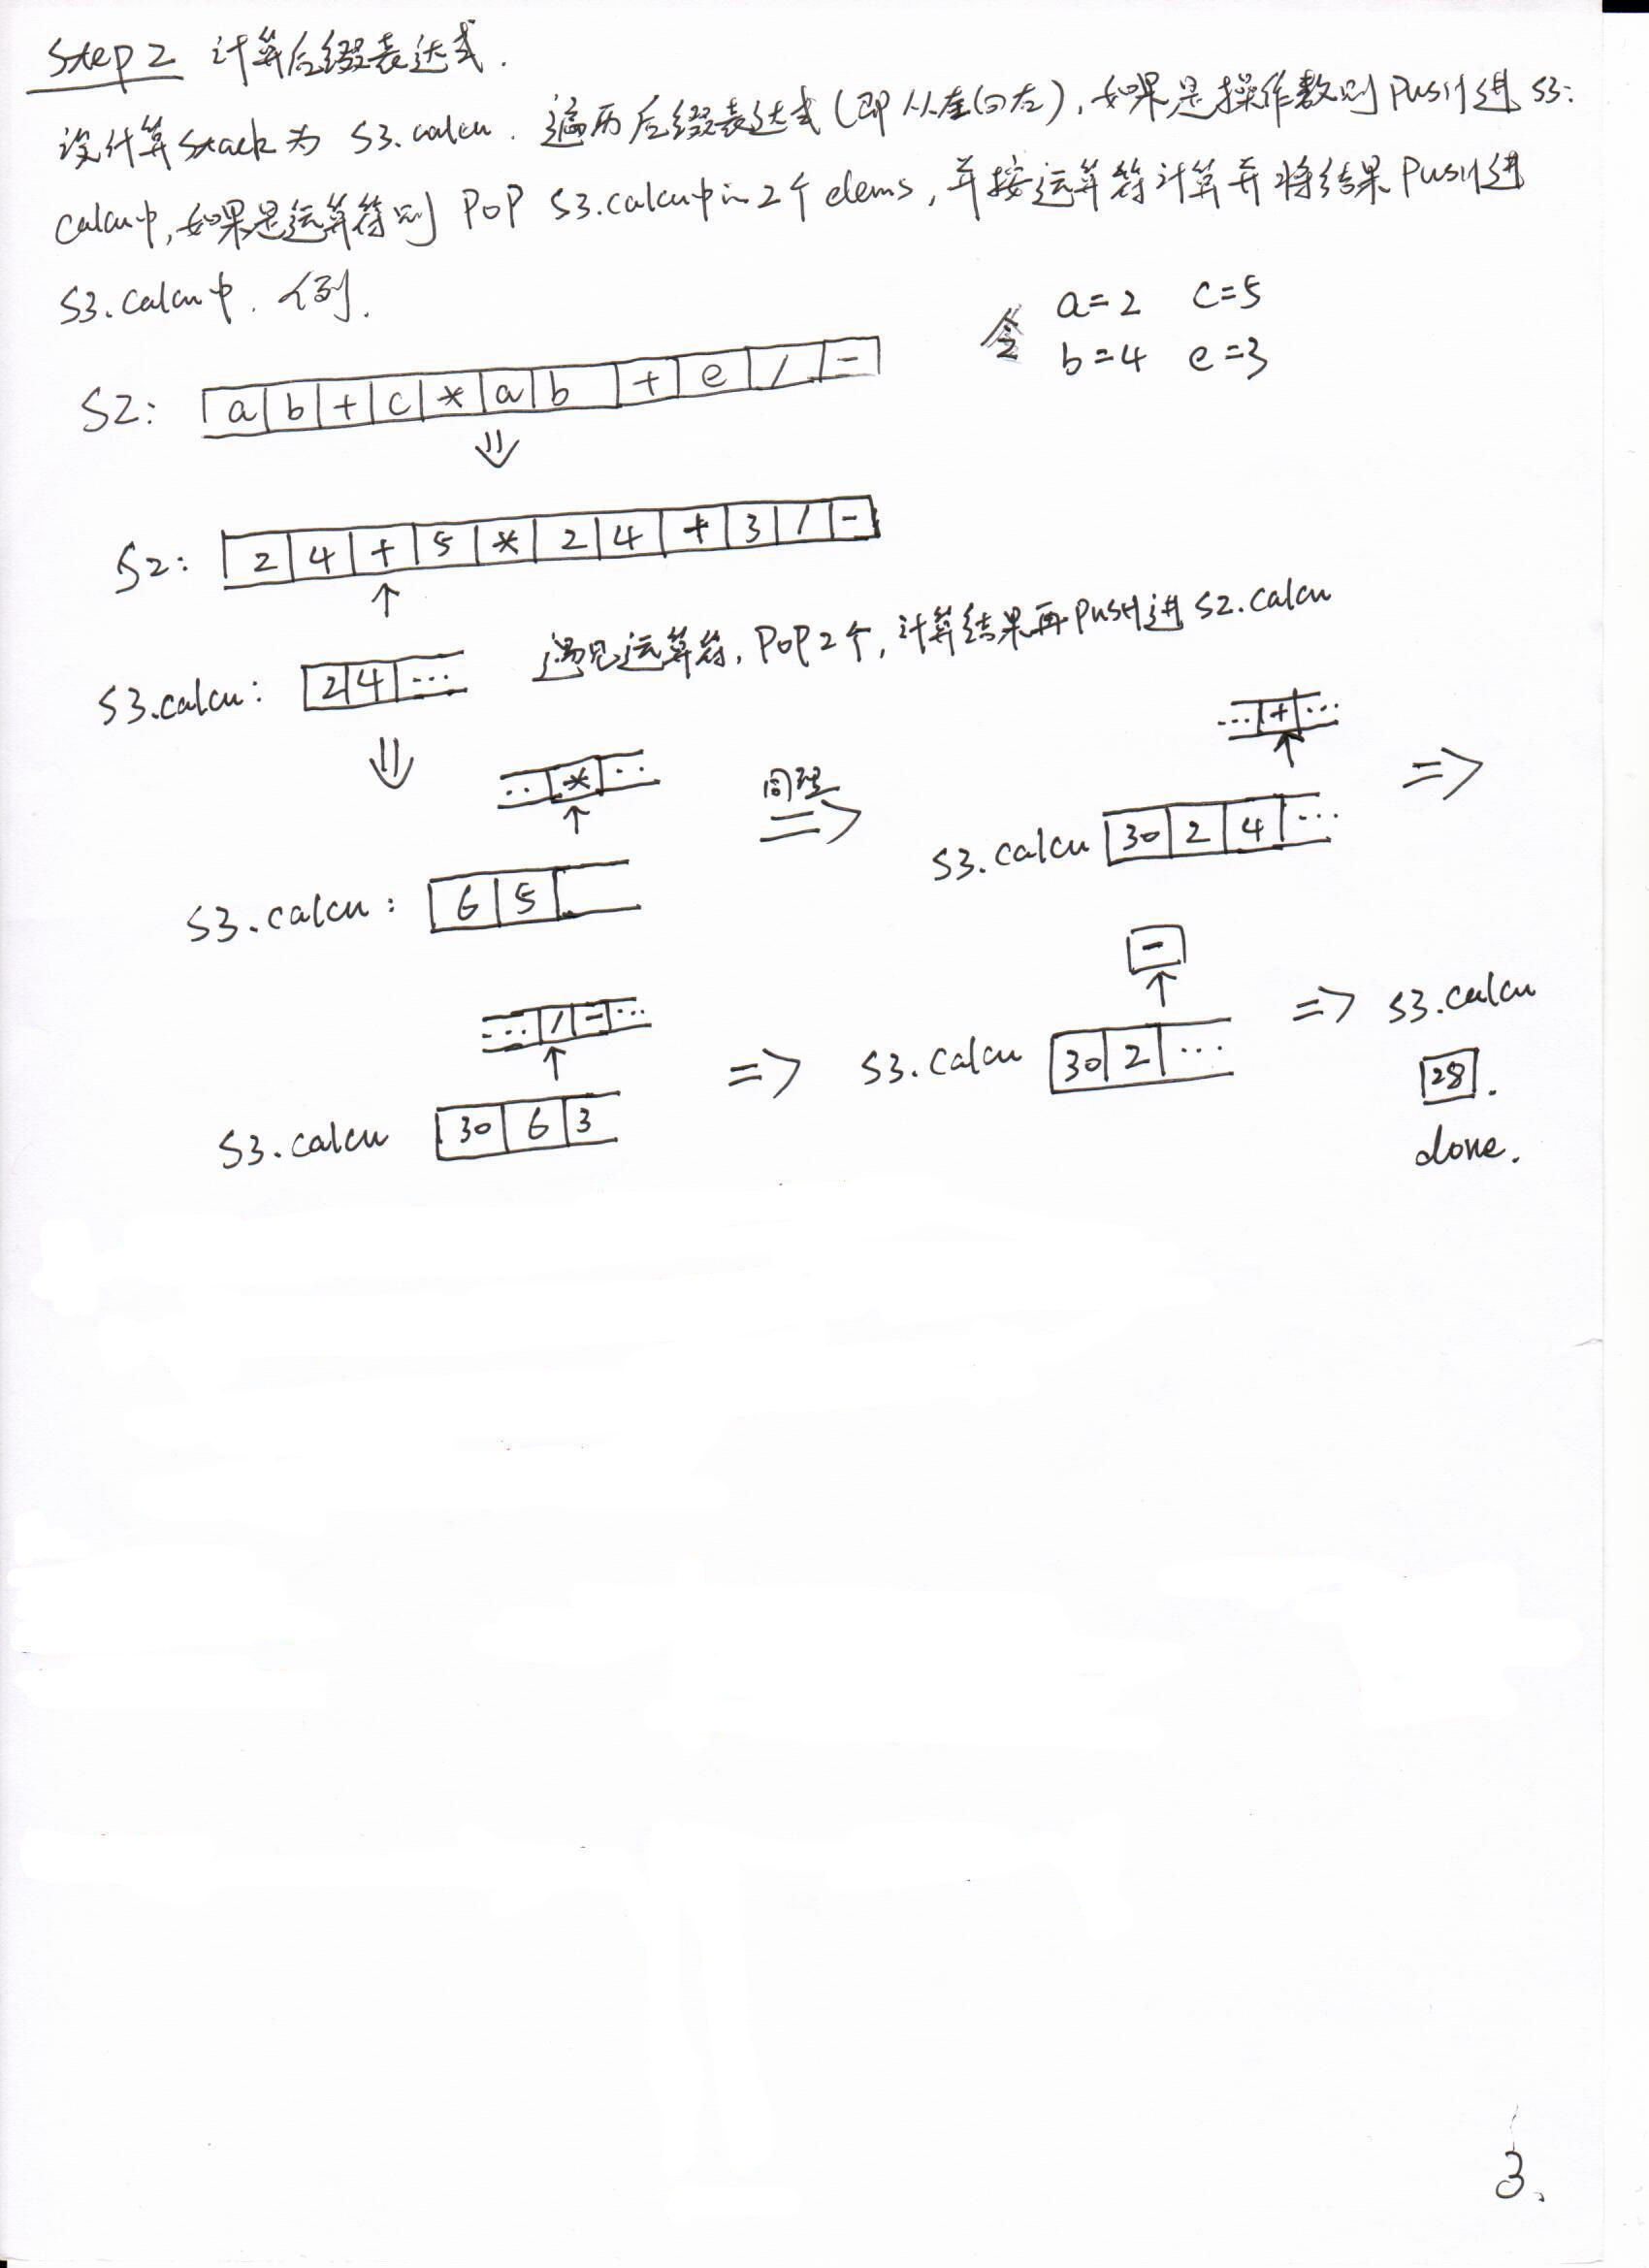 Step 2 计算后缀表达式.
设计算Stack为 S3.calcu. 遍历后缀表达式(即从左向右), 如果是操作数则PUSH进 S3.
calcu中, 如果是运算符则 POP S3.calcu中的2个elems, 并按运算符计算并将结果PUSH进
S3.calcu中. 例.
令 a=2 c=5
b=4 e=3
S2: a b + c * a b + e / -
⇓
S2: 2 4 + 5 * 2 4 + 3 / -
↑
遇见运算符, POP2个, 计算结果再PUSH进S2.calcu
S3.calcu: 2 4 ...
⇓
.. * ..
↑
S3.calcu: 6 5
同理
⇒
... + ...
↑
S3.calcu 30 2 4 ...
⇒
... / - ...
↑
S3.calcu 30 6 3
⇒
-
↑
S3.calcu 30 2 ...
⇒ S3.calcu
28.
done.
3.